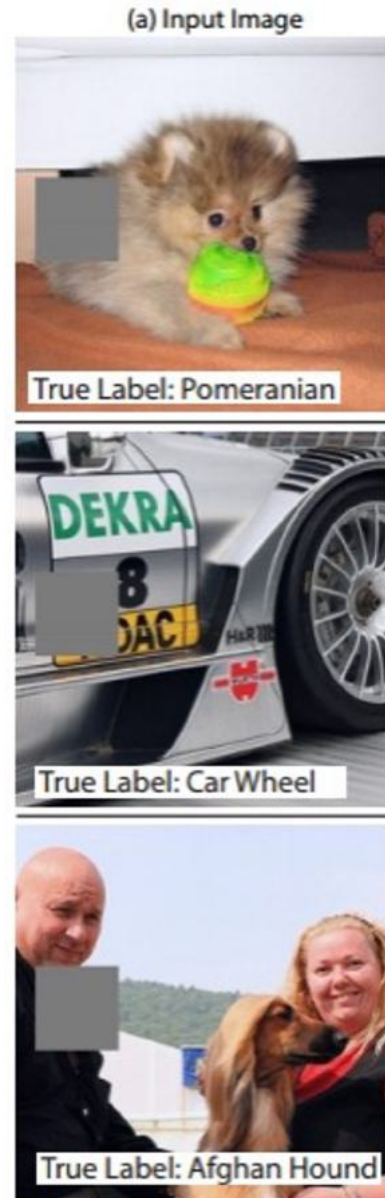 (a) Input Image
True Label: Pomeranian
DEKRA
8
DAC
H&R
True Label: Car Wheel
True Label: Afghan Hound